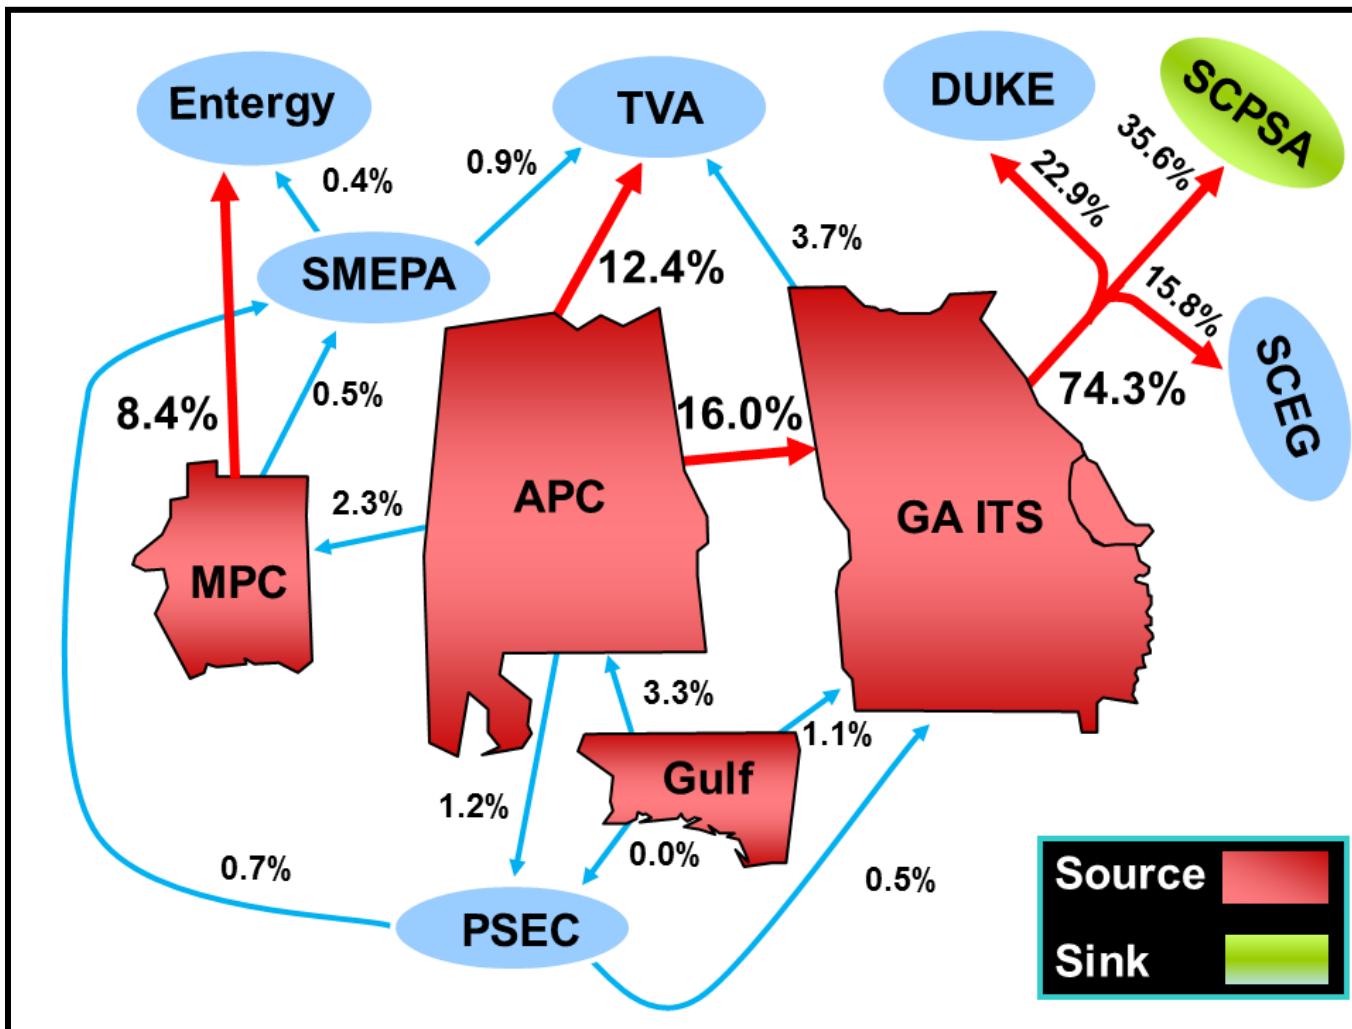 Entergy
TVA
DUKE
SCPSA
35.6%
22.9%
0.4%
0.9%
3.7%
SMEPA
12.4%
15.8%
SCEG
74.3%
0.5%
8.4%
16.0%
2.3%
APC
GA ITS
MPC
3.3%
1.1%
Gulf
1.2%
0.0%
0.7%
0.5%
PSEC
Source
Sink